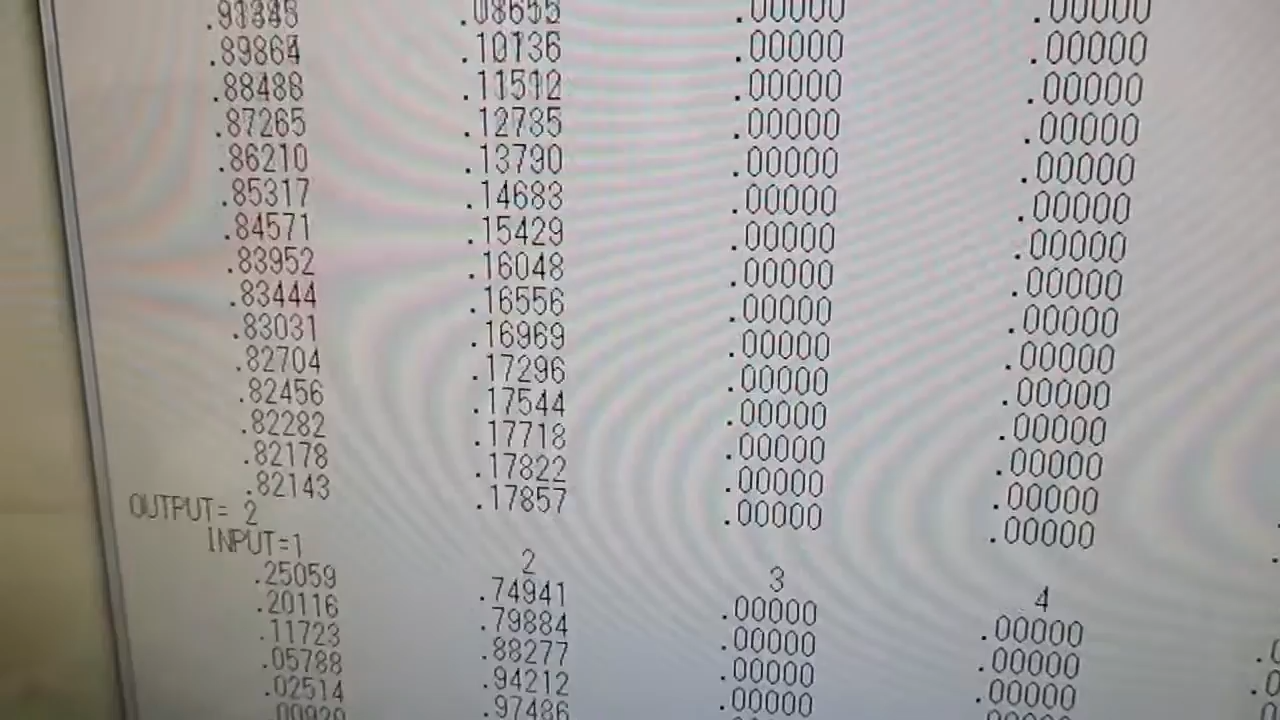 .91345 .08655 .00000 .00000
.89864 .10136 .00000 .00000
.88488 .11512 .00000 .00000
.87265 .12735 .00000 .00000
.86210 .13790 .00000 .00000
.85317 .14683 .00000 .00000
.84571 .15429 .00000 .00000
.83952 .16048 .00000 .00000
.83444 .16556 .00000 .00000
.83031 .16969 .00000 .00000
.82704 .17296 .00000 .00000
.82456 .17544 .00000 .00000
.82282 .17718 .00000 .00000
.82178 .17822 .00000 .00000
.82143 .17857 .00000 .00000
OUTPUT= 2
INPUT=1 2 3 4
.25059 .74941 .00000 .00000
.20116 .79884 .00000 .00000
.11723 .88277 .00000 .00000
.05788 .94212 .00000
.02514 .97486